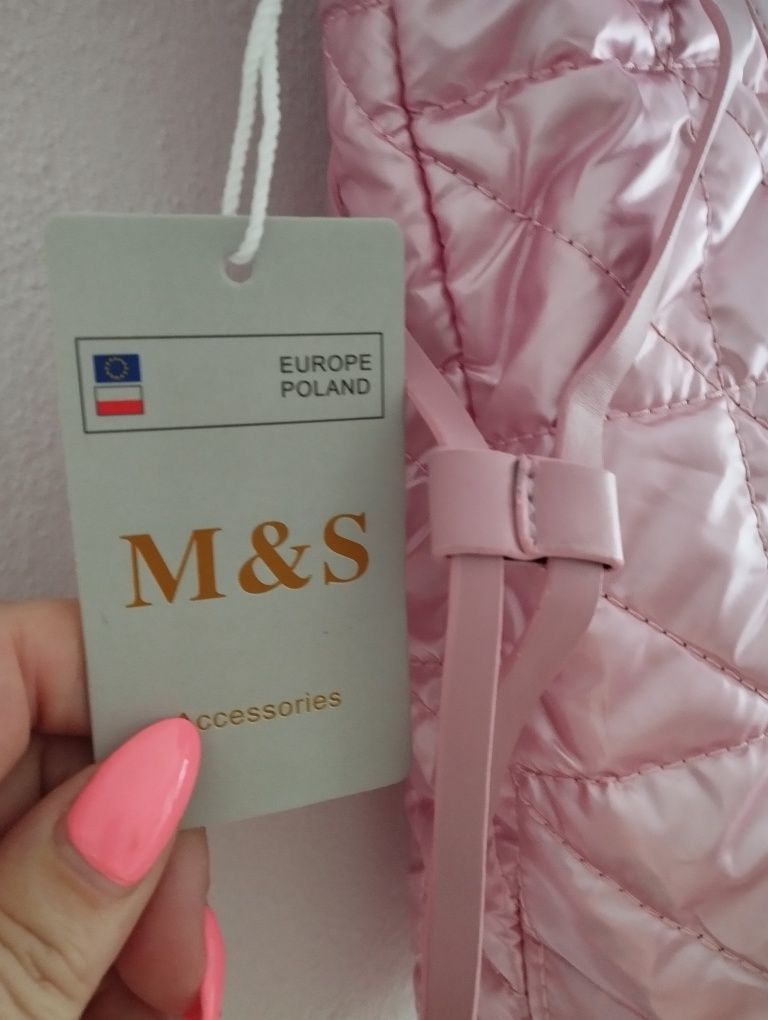 EUROPE
POLAND
M&S
Accessories